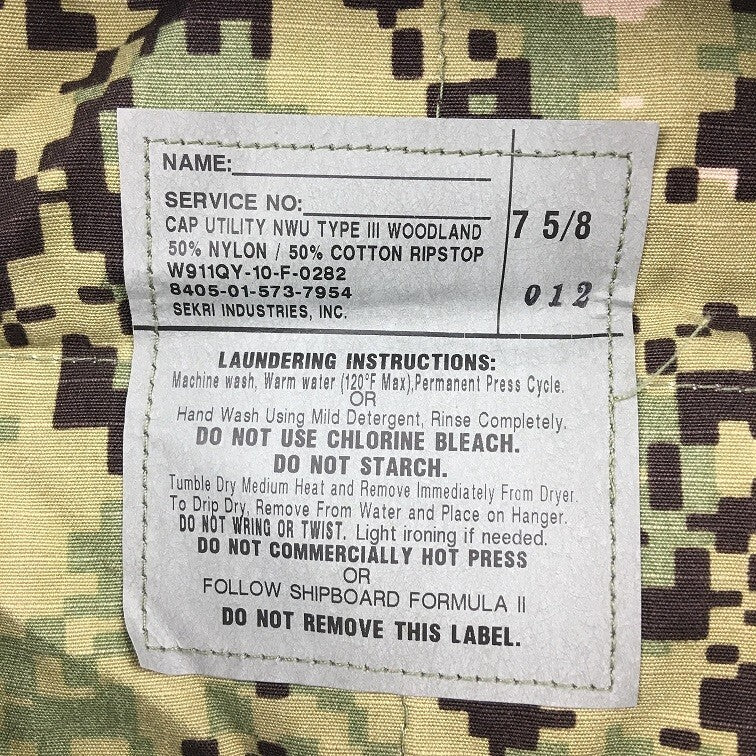 NAME:
SERVICE NO:
CAP UTILITY NWU TYPE III WOODLAND
50% NYLON / 50% COTTON RIPSTOP
W911QY-10-F-0282
8405-01-573-7954
SEKRI INDUSTRIES, INC.
7 5/8
012
LAUNDERING INSTRUCTIONS:
Machine wash, Warm water (120°F Max),Permanent Press Cycle.
OR
Hand Wash Using Mild Detergent, Rinse Completely.
DO NOT USE CHLORINE BLEACH.
DO NOT STARCH.
Tumble Dry Medium Heat and Remove Immediately From Dryer.
To Drip Dry, Remove From Water and Place on Hanger.
DO NOT WRING OR TWIST. Light ironing if needed.
DO NOT COMMERCIALLY HOT PRESS
OR
FOLLOW SHIPBOARD FORMULA II
DO NOT REMOVE THIS LABEL.